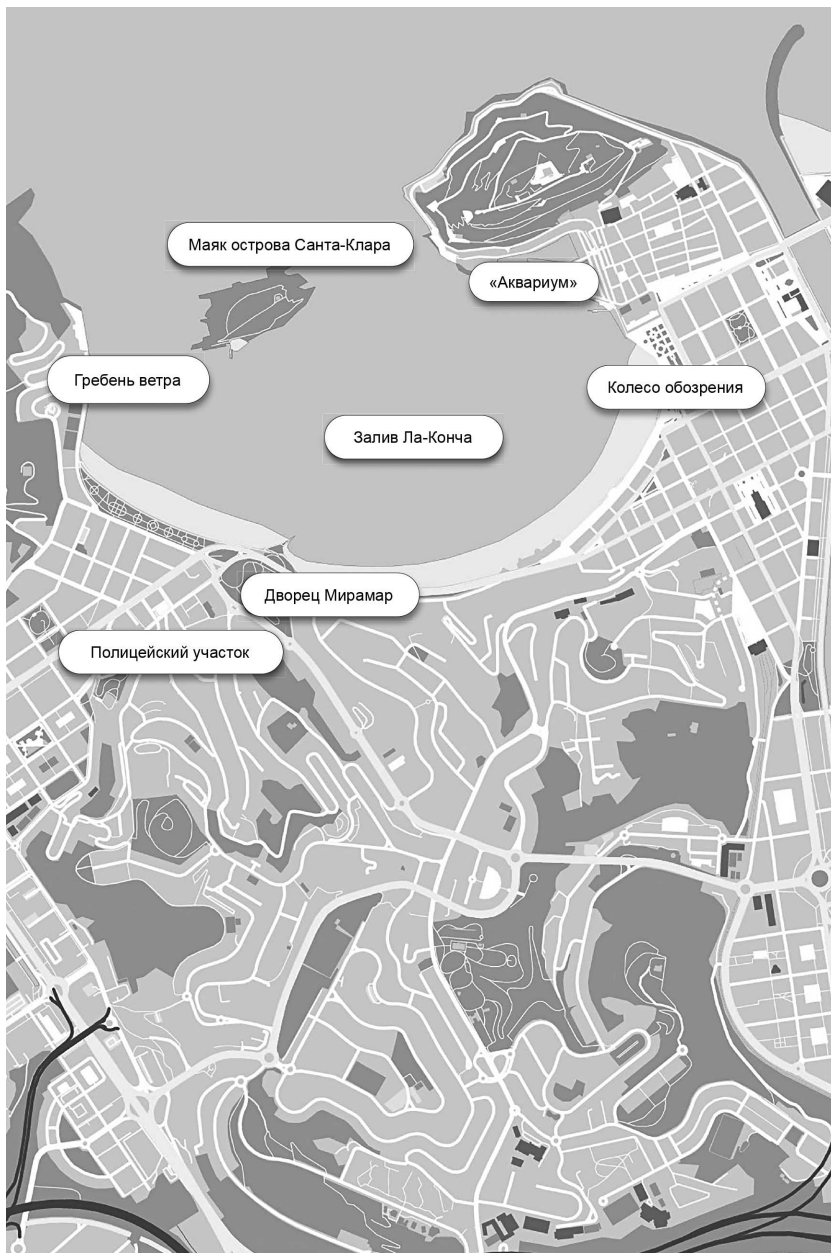 Маяк острова Санта-Клара
«Аквариум»
Гребень ветра
Колесо обозрения
Залив Ла-Конча
Дворец Мирамар
Полицейский участок